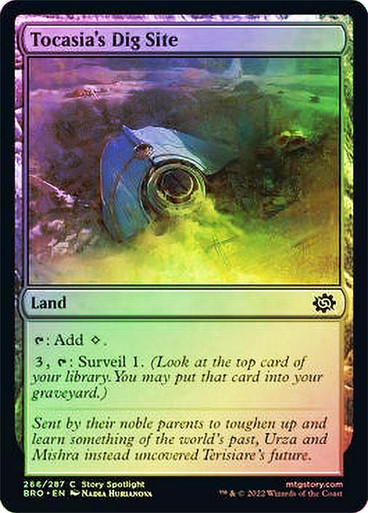 Tocasia's Dig Site
Land
: Add .
3, : Surveil 1. (Look at the top card of
your library. You may put that card into your
graveyard.)
Sent by their noble parents to toughen up and
learn something of the world's past, Urza and
Mishra instead uncovered Terisiare's future.
266/287 C Story Spotlight
mtgstory.com
BRO • EN Nadia Hurianova
™ & © 2022 Wizards of the Coast